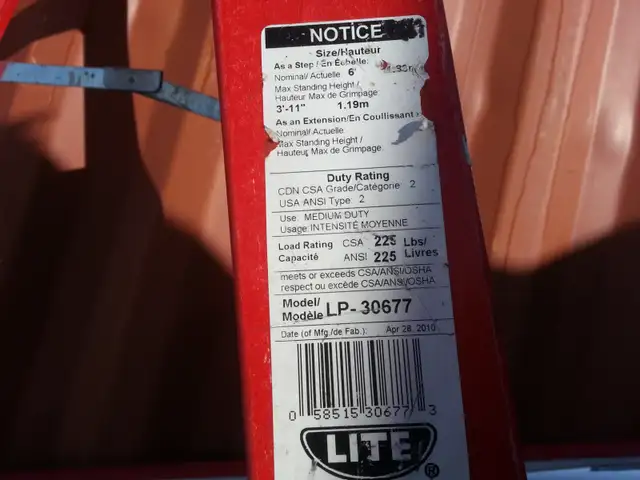 NOTICE
Size/Hauteur
As a Step / En Échelle:
Nominal/ Actuelle 6'
Max Standing Height /
Hauteur Max de Grimpage
3'-11" 1.19m
As an Extension/En Coulissant
Nominal/ Actuelle
Max Standing Height /
Hauteur Max de Grimpage
Duty Rating
CDN CSA Grade/Catégorie 2
USA ANSI Type 2
Use: MEDIUM DUTY
Usage: INTENSITÉ MOYENNE
Load Rating CSA 225 Lbs/
Capacité ANSI 225 Livres
meets or exceeds CSA/ANSI/OSHA
respect ou excède CSA/ANSI/OSHA
Model/
Modèle LP- 30677
Date (of Mfg./de Fab.): Apr 28, 2010
0 58515 30677 3
LITE ®